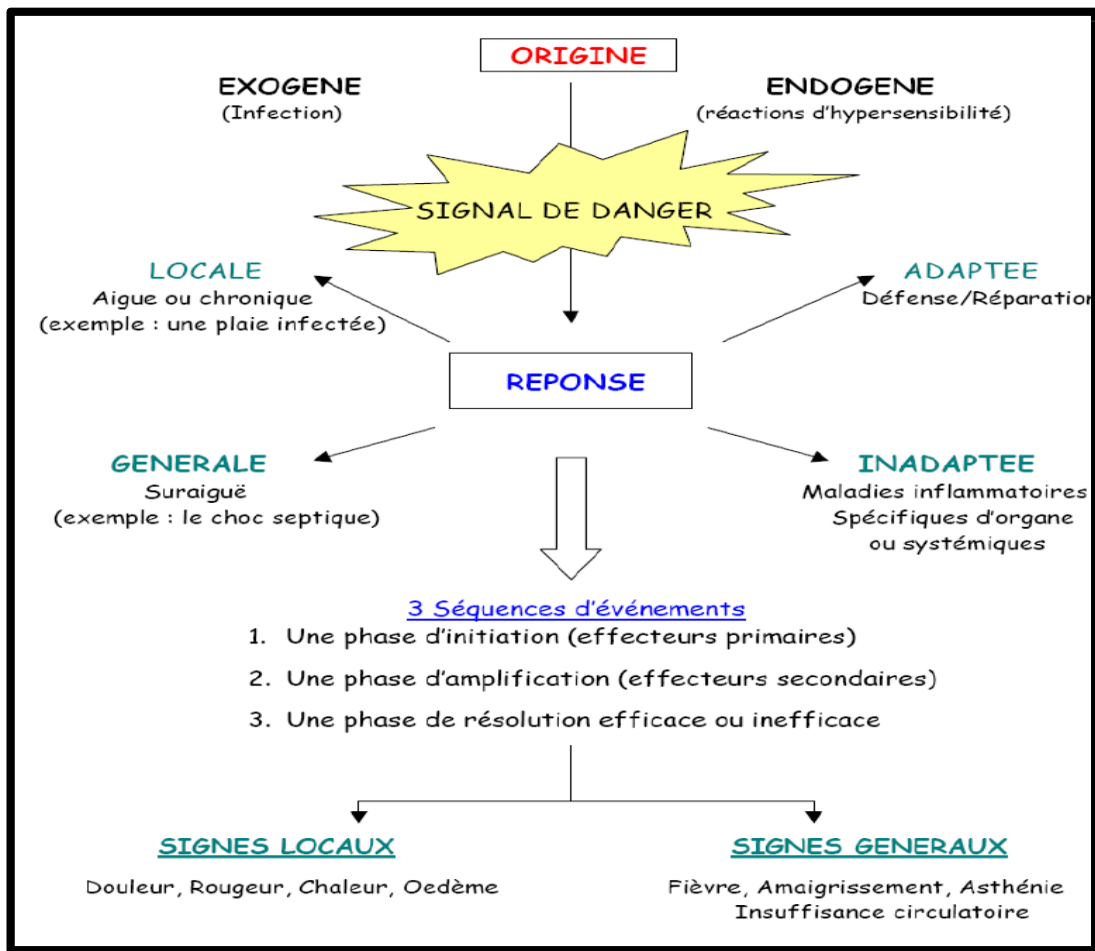 ORIGINE
EXOGENE
(Infection)
ENDOGENE
(réactions d'hypersensibilité)
SIGNAL DE DANGER
LOCALE
Aigue ou chronique
(exemple : une plaie infectée)
ADAPTEE
Défense/Réparation
REPONSE
GENERALE
Suraiguë
(exemple : le choc septique)
INADAPTEE
Maladies inflammatoires
Spécifiques d'organe
ou systémiques
3 Séquences d'événements
1. Une phase d'initiation (effecteurs primaires)
2. Une phase d'amplification (effecteurs secondaires)
3. Une phase de résolution efficace ou inefficace
SIGNES LOCAUX
Douleur, Rougeur, Chaleur, Oedème
SIGNES GENERAUX
Fièvre, Amaigrissement, Asthénie
Insuffisance circulatoire